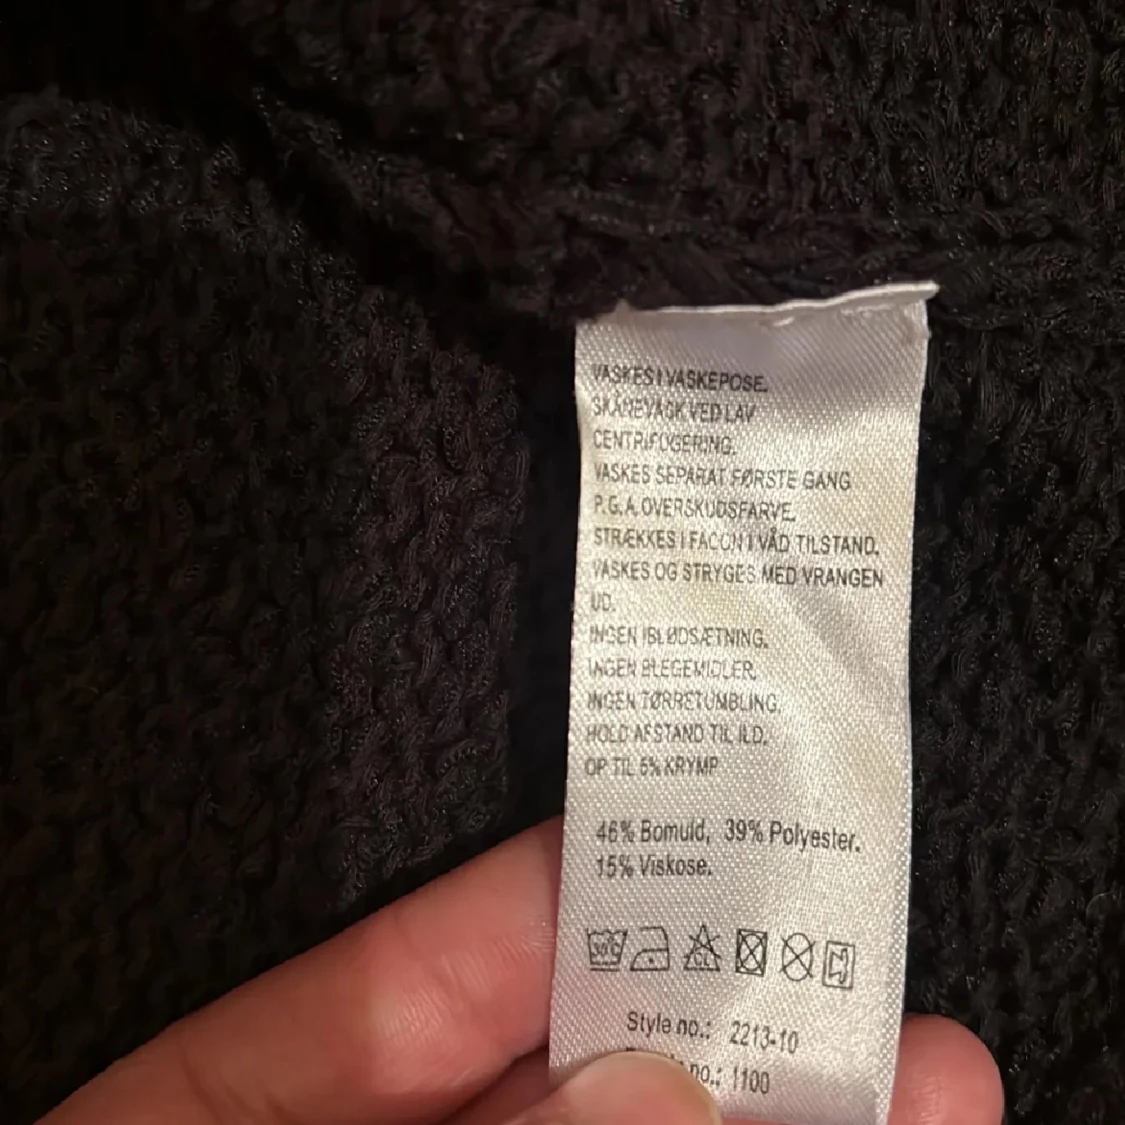 VASKES I VASKEPOSE.
SKÅNEVASK VED LAV
CENTRIFUGERING.
VASKES SEPARAT FØRSTE GANG
P.G.A. OVERSKUDSFARVE.
STRÆKKES I FACON I VÅD TILSTAND.
VASKES OG STRYGES MED VRANGEN
UD.
INGEN IBLØDSÆTNING.
INGEN BLEGEMIDLER.
INGEN TØRRETUMBLING.
HOLD AFSTAND TIL ILD.
OP TIL 5% KRYMP
46% Bomuld, 39% Polyester.
15% Viskose.
30°C CL
Style no.: 2213-10
no.: 1100